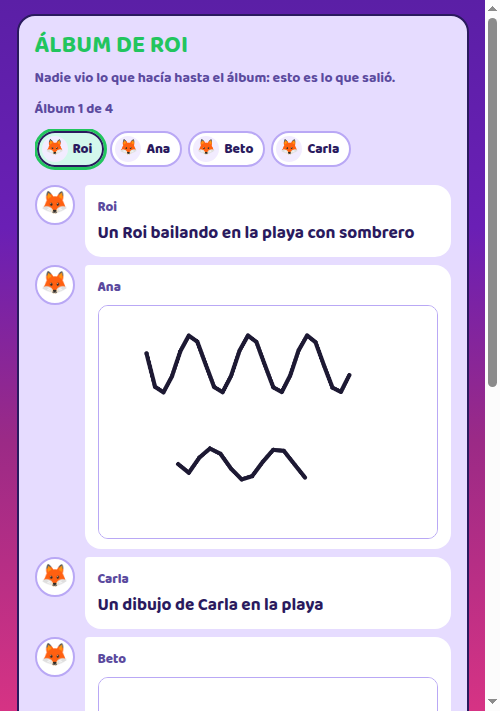 ÁLBUM DE ROI
Nadie vio lo que hacía hasta el álbum: esto es lo que salió.
Álbum 1 de 4
Roi
Ana
Beto
Carla
Roi
Un Roi bailando en la playa con sombrero
Ana
Carla
Un dibujo de Carla en la playa
Beto